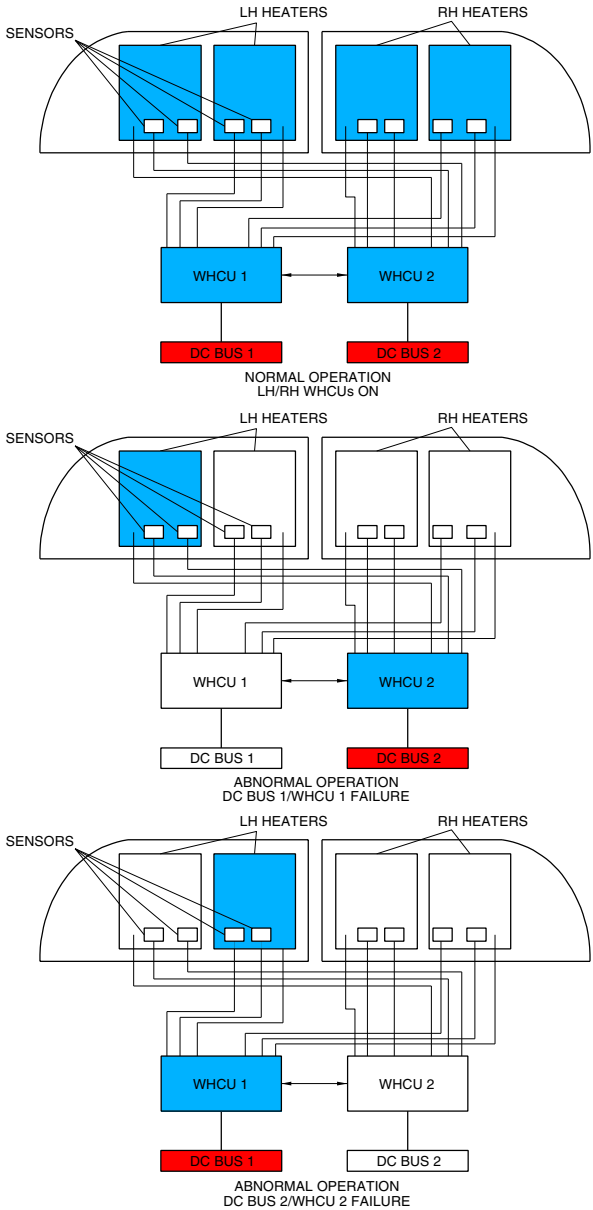 LH HEATERS
RH HEATERS
SENSORS
WHCU 1
WHCU 2
DC BUS 1
DC BUS 2
NORMAL OPERATION
LH/RH WHCUs ON
LH HEATERS
RH HEATERS
SENSORS
WHCU 1
WHCU 2
DC BUS 1
DC BUS 2
ABNORMAL OPERATION
DC BUS 1/WHCU 1 FAILURE
LH HEATERS
RH HEATERS
SENSORS
WHCU 1
WHCU 2
DC BUS 1
DC BUS 2
ABNORMAL OPERATION
DC BUS 2/WHCU 2 FAILURE